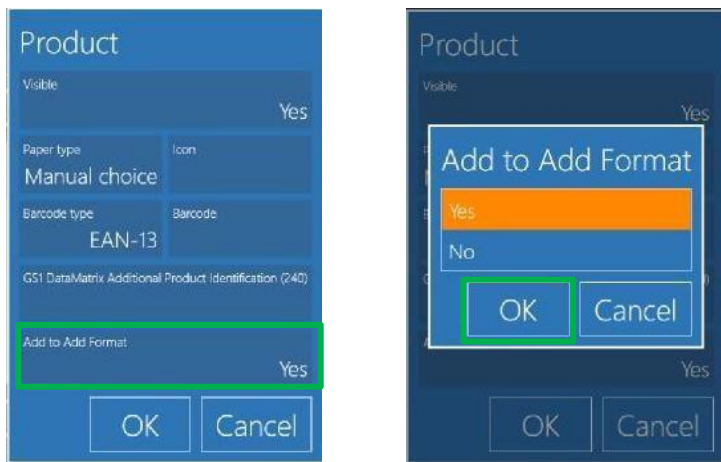 Product
Visible
Yes
Paper type
Icon
Manual choice
Barcode type
Barcode
EAN-13
GS1 DataMatrix Additional Product Identification (240)
Add to Add Format
Yes
OK
Cancel
Product
Visible
Yes
Add to Add Format
Yes
No
OK
Cancel
Yes
OK
Cancel